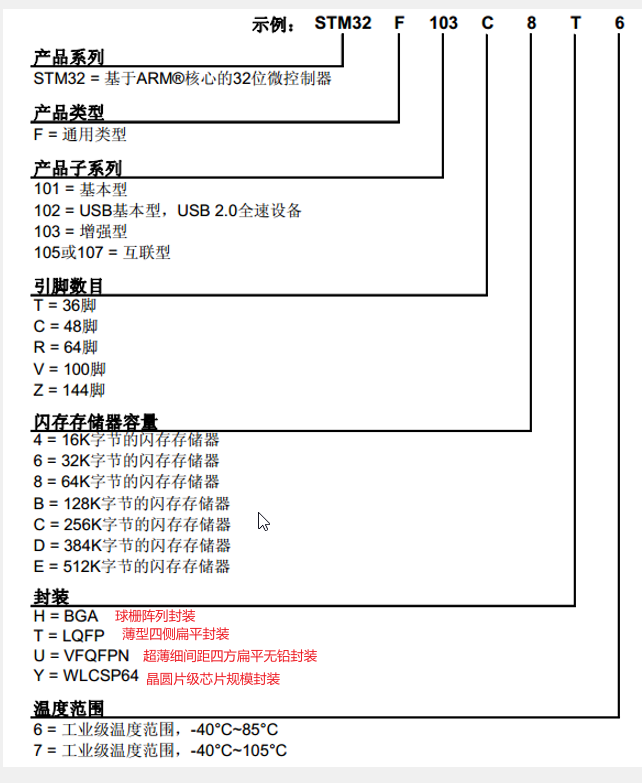 示例： STM32 F 103 C 8 T 6
产品系列
STM32 = 基于ARM®核心的32位微控制器
产品类型
F = 通用类型
产品子系列
101 = 基本型
102 = USB基本型，USB 2.0全速设备
103 = 增强型
105或107 = 互联型
引脚数目
T = 36脚
C = 48脚
R = 64脚
V = 100脚
Z = 144脚
闪存存储器容量
4 = 16K字节的闪存存储器
6 = 32K字节的闪存存储器
8 = 64K字节的闪存存储器
B = 128K字节的闪存存储器
C = 256K字节的闪存存储器
D = 384K字节的闪存存储器
E = 512K字节的闪存存储器
封装
H = BGA 球栅阵列封装
T = LQFP 薄型四侧扁平封装
U = VFQFPN 超薄细间距四方扁平无铅封装
Y = WLCSP64 晶圆片级芯片规模封装
温度范围
6 = 工业级温度范围，-40°C~85°C
7 = 工业级温度范围，-40°C~105°C